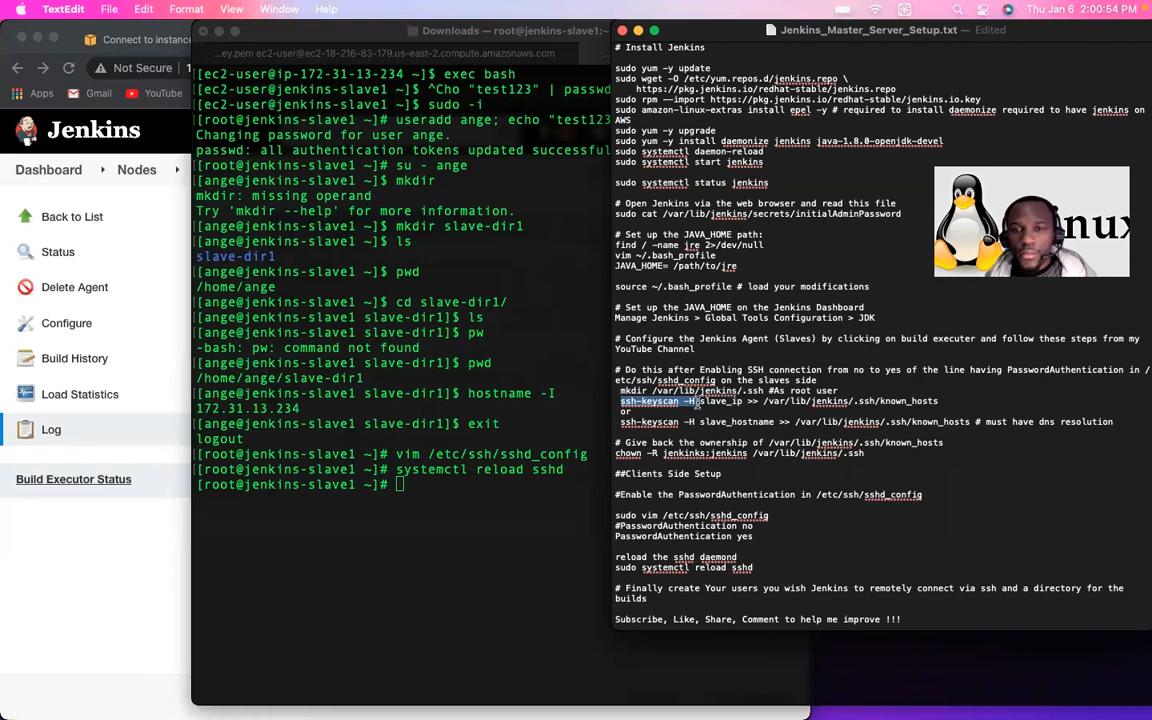 TextEdit File Edit Format View Window Help
Thu Jan 6 2:00:54 PM
Connect to instance
Not Secure
Apps Gmail YouTube
Jenkins
Dashboard Nodes
Back to List
Status
Delete Agent
Configure
Build History
Load Statistics
Log
Build Executor Status
Downloads — root@jenkins-slave1:~
...ey.pem ec2-user@ec2-18-216-83-179.us-east-2.compute.amazonaws.com
[[ec2-user@ip-172-31-13-234 ~]$ exec bash
[[ec2-user@jenkins-slave1 ~]$ ^Cho "test123" | passwd
[[ec2-user@jenkins-slave1 ~]$ sudo -i
[[root@jenkins-slave1 ~]# useradd ange; echo "test123
Changing password for user ange.
passwd: all authentication tokens updated successful
[[root@jenkins-slave1 ~]# su - ange
[[ange@jenkins-slave1 ~]$ mkdir
mkdir: missing operand
Try 'mkdir --help' for more information.
[[ange@jenkins-slave1 ~]$ mkdir slave-dir1
[[ange@jenkins-slave1 ~]$ ls
slave-dir1
[[ange@jenkins-slave1 ~]$ pwd
/home/ange
[[ange@jenkins-slave1 ~]$ cd slave-dir1/
[[ange@jenkins-slave1 slave-dir1]$ ls
[[ange@jenkins-slave1 slave-dir1]$ pw
-bash: pw: command not found
[[ange@jenkins-slave1 slave-dir1]$ pwd
/home/ange/slave-dir1
[[ange@jenkins-slave1 slave-dir1]$ hostname -I
172.31.13.234
[[ange@jenkins-slave1 slave-dir1]$ exit
logout
[[root@jenkins-slave1 ~]# vim /etc/ssh/sshd_config
[[root@jenkins-slave1 ~]# systemctl reload sshd
[[root@jenkins-slave1 ~]#
Jenkins_Master_Server_Setup.txt — Edited
# Install Jenkins
sudo yum -y update
sudo wget -O /etc/yum.repos.d/jenkins.repo \
https://pkg.jenkins.io/redhat-stable/jenkins.repo
sudo rpm --import https://pkg.jenkins.io/redhat-stable/jenkins.io.key
sudo amazon-linux-extras install epel -y # required to install daemonize required to have jenkins on
AWS
sudo yum -y upgrade
sudo yum -y install daemonize jenkins java-1.8.0-openjdk-devel
sudo systemctl daemon-reload
sudo systemctl start jenkins
sudo systemctl status jenkins
# Open Jenkins via the web browser and read this file
sudo cat /var/lib/jenkins/secrets/initialAdminPassword
# Set up the JAVA_HOME path:
find / -name jre 2>/dev/null
vim ~/.bash_profile
JAVA_HOME= /path/to/jre
source ~/.bash_profile # load your modifications
# Set up the JAVA_HOME on the Jenkins Dashboard
Manage Jenkins > Global Tools Configuration > JDK
# Configure the Jenkins Agent (Slaves) by clicking on build executor and follow these steps from my
YouTube Channel
# Do this after Enabling SSH connection from no to yes of the line having PasswordAuthentication in /
etc/ssh/sshd_config on the slaves side
mkdir /var/lib/jenkins/.ssh #As root user
ssh-keyscan -H slave_ip >> /var/lib/jenkins/.ssh/known_hosts
or
ssh-keyscan -H slave_hostname >> /var/lib/jenkins/.ssh/known_hosts # must have dns resolution
# Give back the ownership of /var/lib/jenkins/.ssh/known_hosts
chown -R jenkinks:jenkins /var/lib/jenkins/.ssh
##Clients Side Setup
#Enable the PasswordAuthentication in /etc/ssh/sshd_config
sudo vim /etc/ssh/sshd_config
#PasswordAuthentication no
PasswordAuthentication yes
reload the sshd daemond
sudo systemctl reload sshd
# Finally create Your users you wish Jenkins to remotely connect via ssh and a directory for the
builds
Subscribe, Like, Share, Comment to help me improve !!!